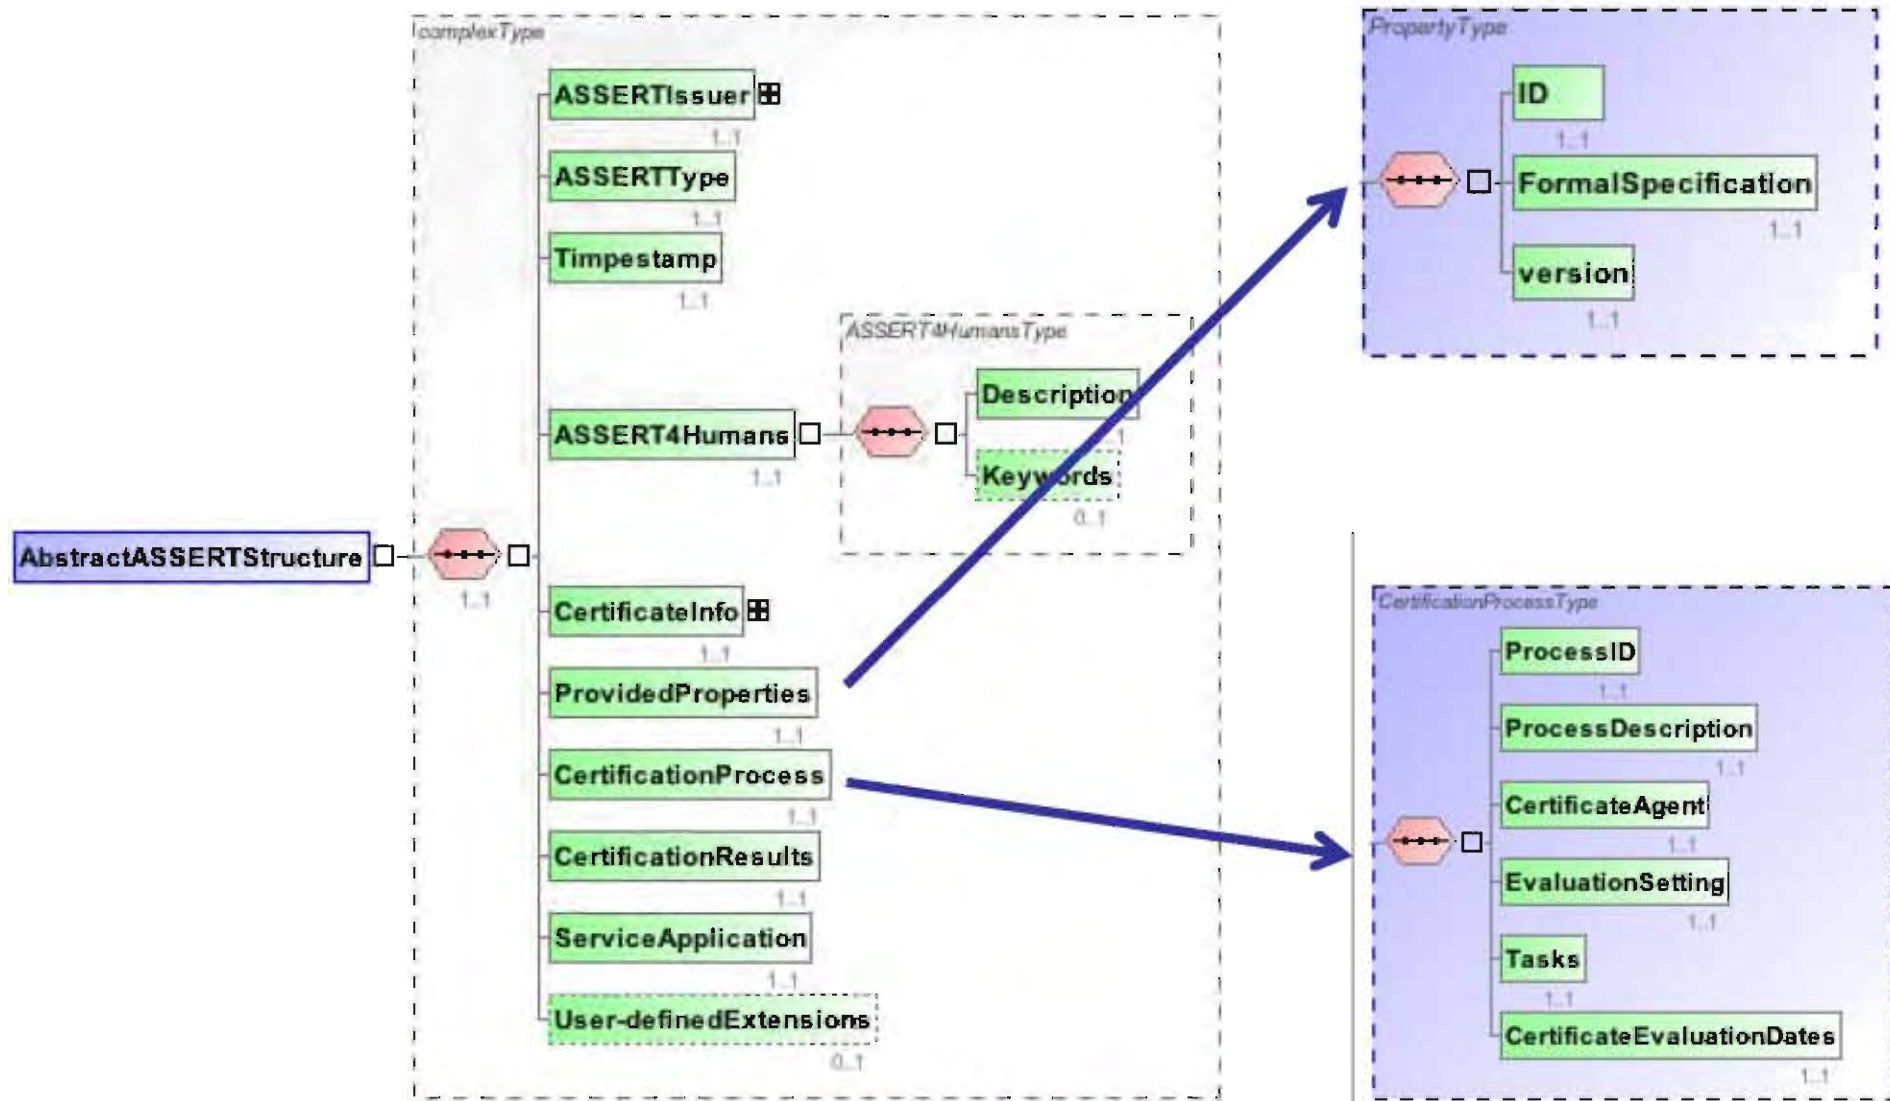 complexType
ASSERTIssuer
1..1
ASSERTType
1..1
Timpestamp
1..1
ASSERT4HumansType
Description
..1
ASSERT4Humans
1..1
Keywords
0..1
AbstractASSERTStructure
1..1
CertificateInfo
1..1
ProvidedProperties
1..1
CertificationProcess
1..1
CertificationResults
1..1
ServiceApplication
1..1
User-definedExtensions
0..1
PropertyType
ID
1..1
FormalSpecification
1..1
version
1..1
CertificationProcessType
ProcessID
1..1
ProcessDescription
1..1
CertificateAgent
1..1
EvaluationSetting
1..1
Tasks
1..1
CertificateEvaluationDates
1..1